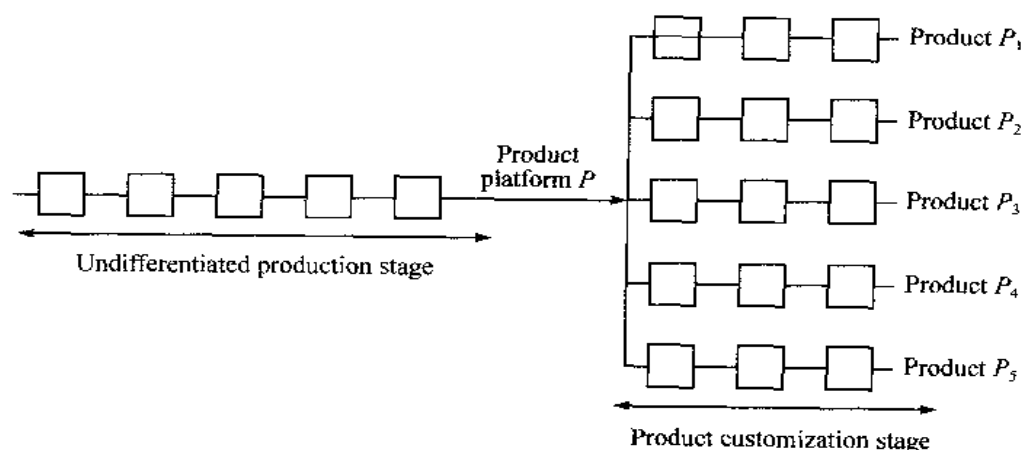 Product P₁
Product P₂
Product
platform P
Product P₃
Undifferentiated production stage
Product P₄
Product P₅
Product customization stage